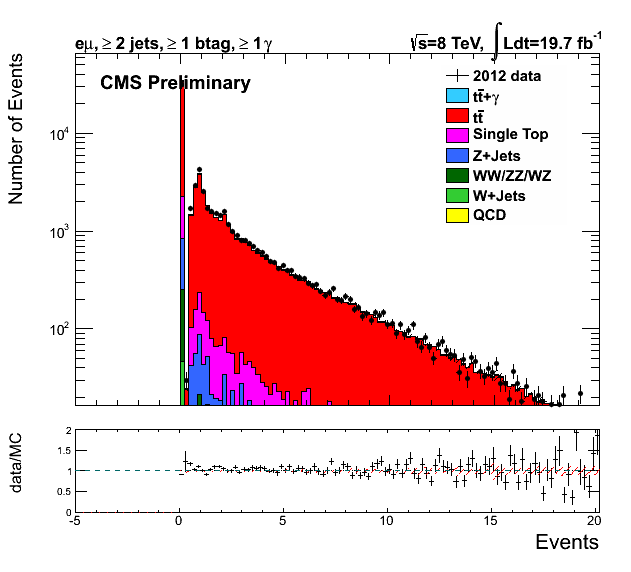 eμ, ≥ 2 jets, ≥ 1 btag, ≥ 1 γ
√s=8 TeV, ∫ Ldt=19.7 fb⁻¹
CMS Preliminary
2012 data
tt̄+γ
tt̄
Single Top
Z+Jets
WW/ZZ/WZ
W+Jets
QCD
Number of Events
10⁴
10³
10²
data/MC
2
1.5
1
0.5
0
-5
0
5
10
15
20
Events